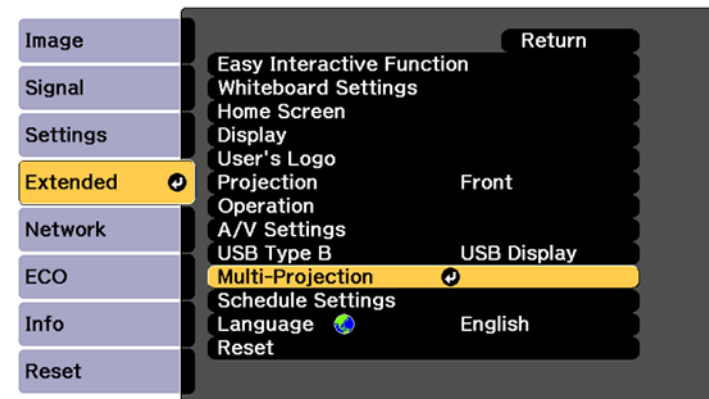 Image
Signal
Settings
Extended
Network
ECO
Info
Reset
Return
Easy Interactive Function
Whiteboard Settings
Home Screen
Display
User's Logo
Projection Front
Operation
A/V Settings
USB Type B USB Display
Multi-Projection
Schedule Settings
Language English
Reset